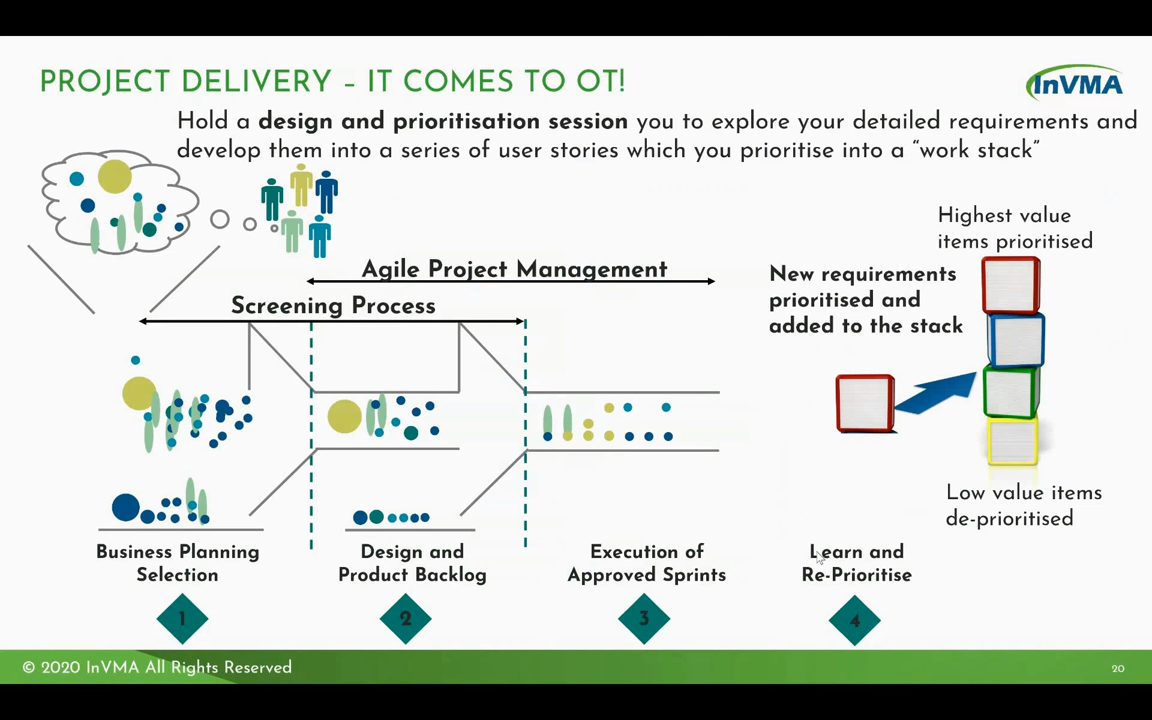 PROJECT DELIVERY – IT COMES TO OT!
InVMA
Hold a design and prioritisation session you to explore your detailed requirements and
develop them into a series of user stories which you prioritise into a “work stack”
Highest value
items prioritised
Agile Project Management
New requirements
prioritised and
added to the stack
Screening Process
Low value items
de-prioritised
Business Planning
Selection
Design and
Product Backlog
Execution of
Approved Sprints
Learn and
Re-Prioritise
1
2
3
4
© 2020 InVMA All Rights Reserved
20